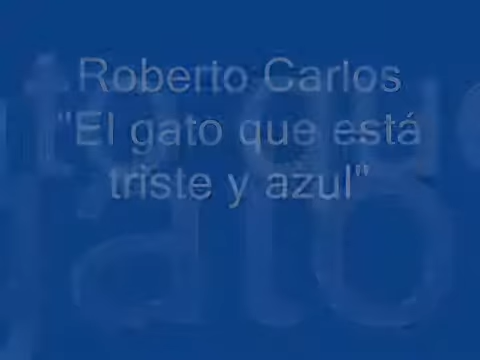 Roberto Carlos
"El gato que está
triste y azul"